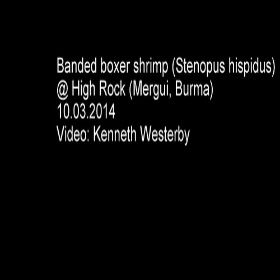 Banded boxer shrimp (Stenopus hispidus)
@ High Rock (Mergui, Burma)
10.03.2014
Video: Kenneth Westerby